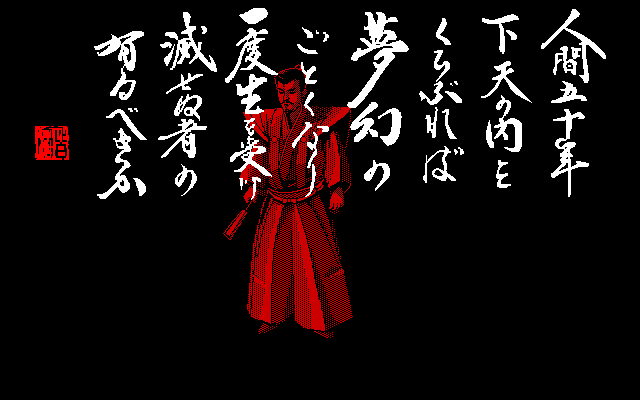 人間五十年
下天の内と
くらぶれば
夢幻の
ごとくなり
一度生を受け
滅せぬ者の
有るべきか